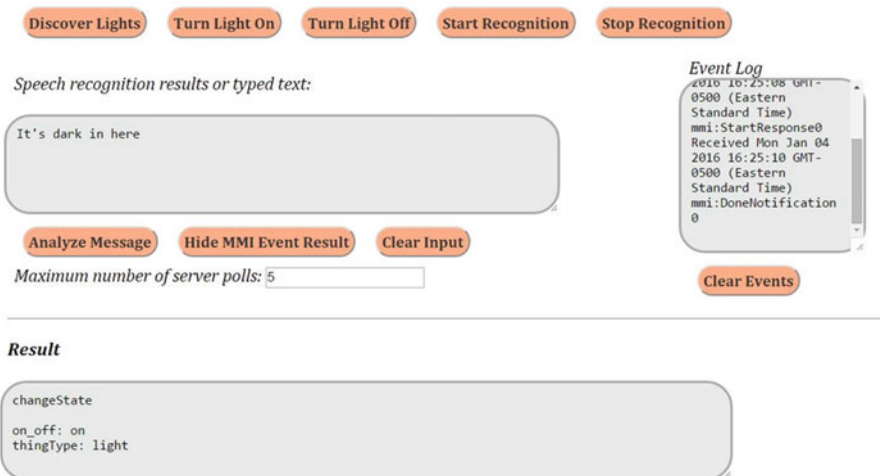 Discover Lights Turn Light On Turn Light Off Start Recognition Stop Recognition
Speech recognition results or typed text:
It's dark in here
Event Log
2016 16:25:08 GMT-
0500 (Eastern
Standard Time)
mmi:StartResponse0
Received Mon Jan 04
2016 16:25:10 GMT-
0500 (Eastern
Standard Time)
mmi:DoneNotification
0
Analyze Message Hide MMI Event Result Clear Input
Maximum number of server polls: 5
Clear Events
Result
changeState
on_off: on
thingType: light